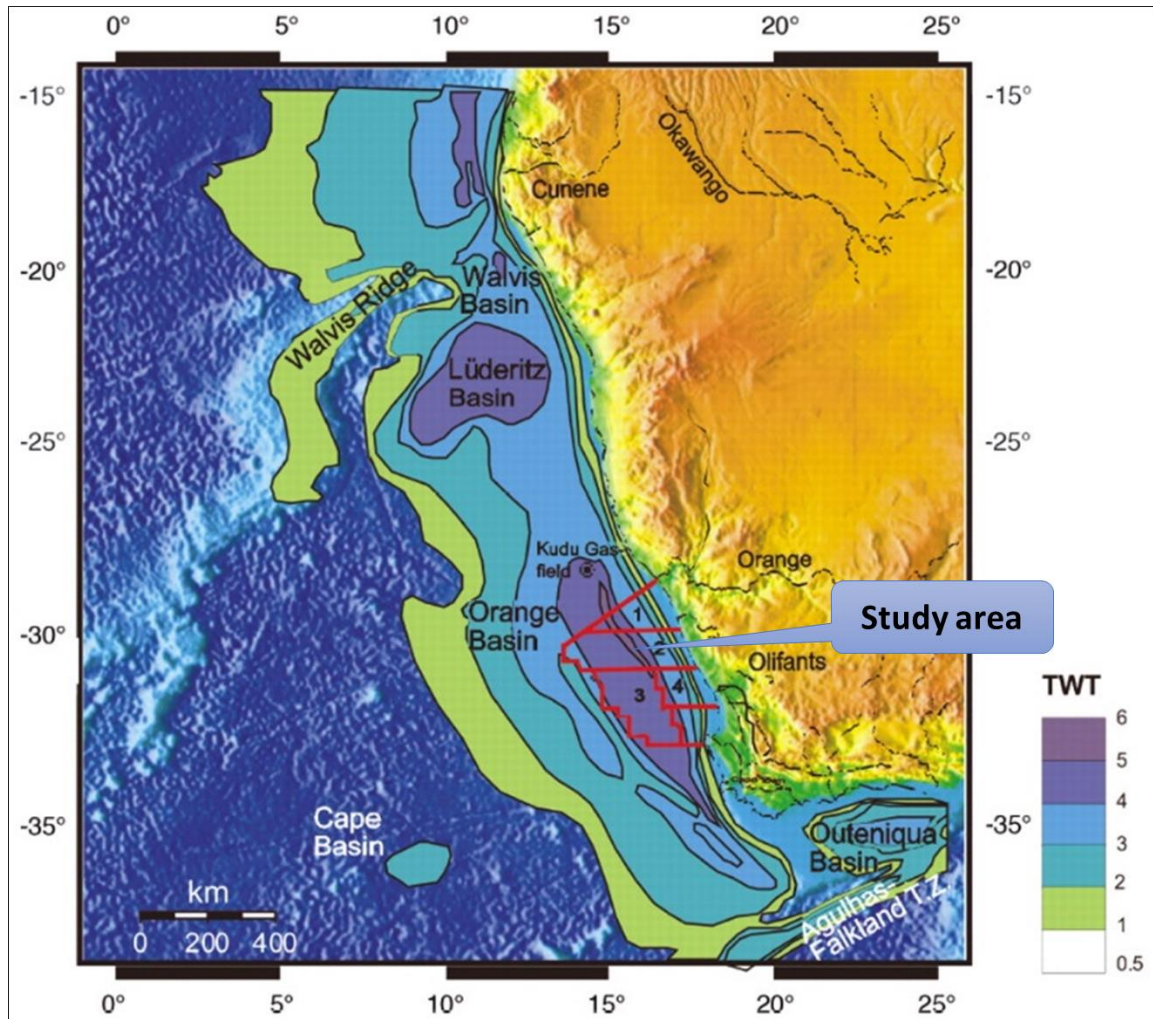 0° 5° 10° 15° 20° 25°
-15° -15°
Okawango
Cunene
-20° -20°
Walvis
Basin
Walvis Ridge
Lüderitz
Basin
-25° -25°
Kudu Gas-
field
Orange
Orange
Basin
1
Study area
-30°
2
Olifants
3 4
TWT
6
5
4
3
2
1
0.5
-35° -35°
Cape
Basin
Outeniqua
Basin
Agulhas-
Falkland T.Z.
km
0 200 400
0° 5° 10° 15° 20° 25°